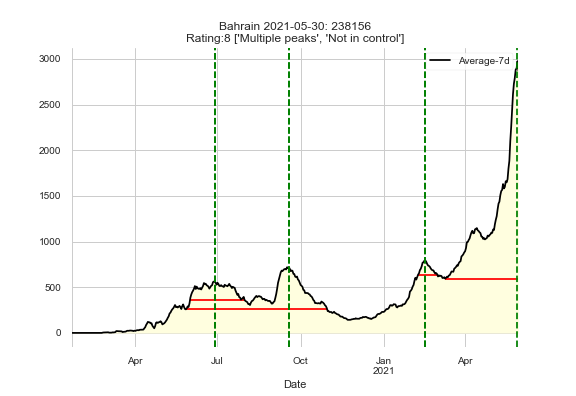 Bahrain 2021-05-30: 238156
Rating:8 ['Multiple peaks', 'Not in control']
Average-7d
3000
2500
2000
1500
1000
500
0
Apr Jul Oct Jan Apr
2021
Date